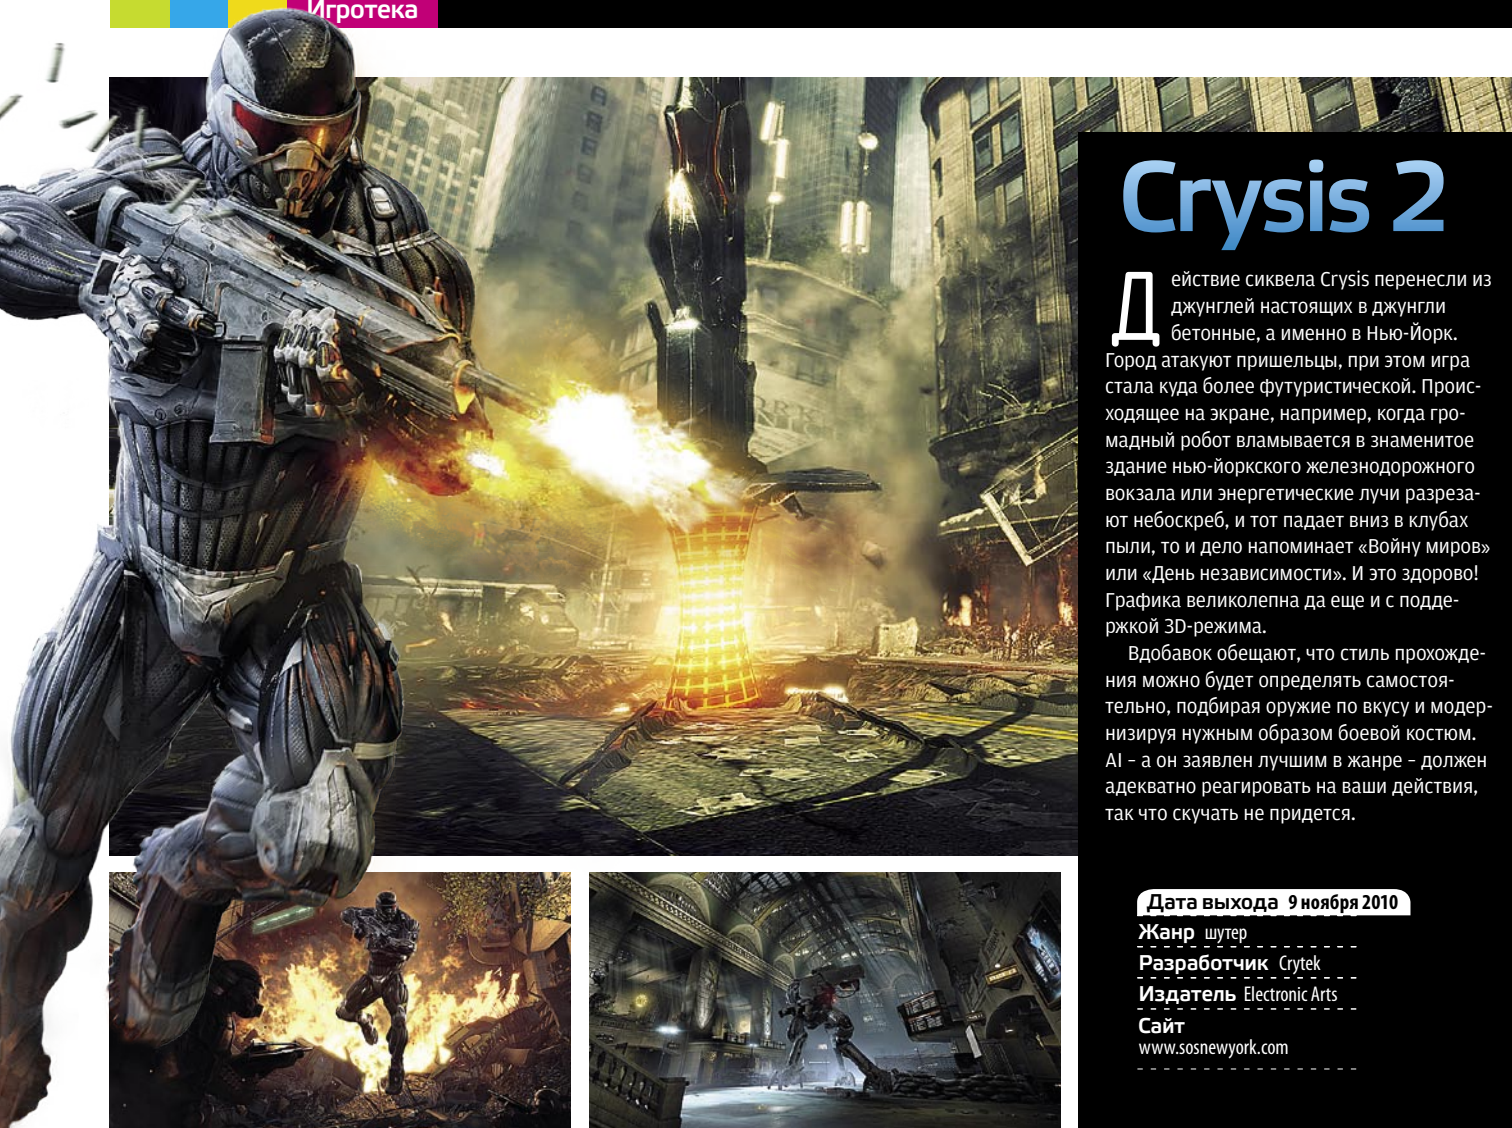 Игротека
Crysis 2
Действие сиквела Crysis перенесли из
джунглей настоящих в джунгли
бетонные, а именно в Нью-Йорк.
Город атакуют пришельцы, при этом игра
стала куда более футуристической. Проис-
ходящее на экране, например, когда гро-
мадный робот вламывается в знаменитое
здание нью-йоркского железнодорожного
вокзала или энергетические лучи разреза-
ют небоскреб, и тот падает вниз в клубах
пыли, то и дело напоминает «Войну миров»
или «День независимости». И это здорово!
Графика великолепна да еще и с подде-
ржкой 3D-режима.
Вдобавок обещают, что стиль прохожде-
ния можно будет определять самостоя-
тельно, подбирая оружие по вкусу и модер-
низируя нужным образом боевой костюм.
AI – а он заявлен лучшим в жанре – должен
адекватно реагировать на ваши действия,
так что скучать не придется.
Дата выхода 9 ноября 2010
Жанр шутер
Разработчик Crytek
Издатель Electronic Arts
Сайт
www.sosnewyork.com